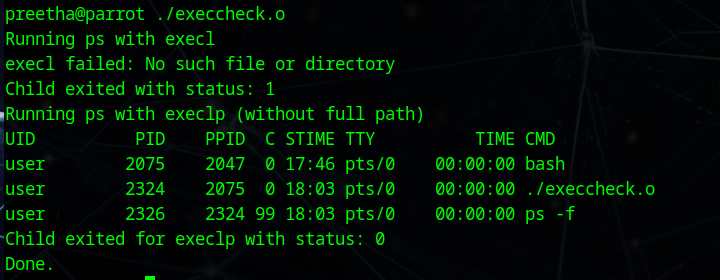 preetha@parrot ./execcheck.o
Running ps with execl
execl failed: No such file or directory
Child exited with status: 1
Running ps with execlp (without full path)
UID          PID    PPID  C STIME TTY          TIME CMD
user        2075    2047  0 17:46 pts/0    00:00:00 bash
user        2324    2075  0 18:03 pts/0    00:00:00 ./execcheck.o
user        2326    2324 99 18:03 pts/0    00:00:00 ps -f
Child exited for execlp with status: 0
Done.